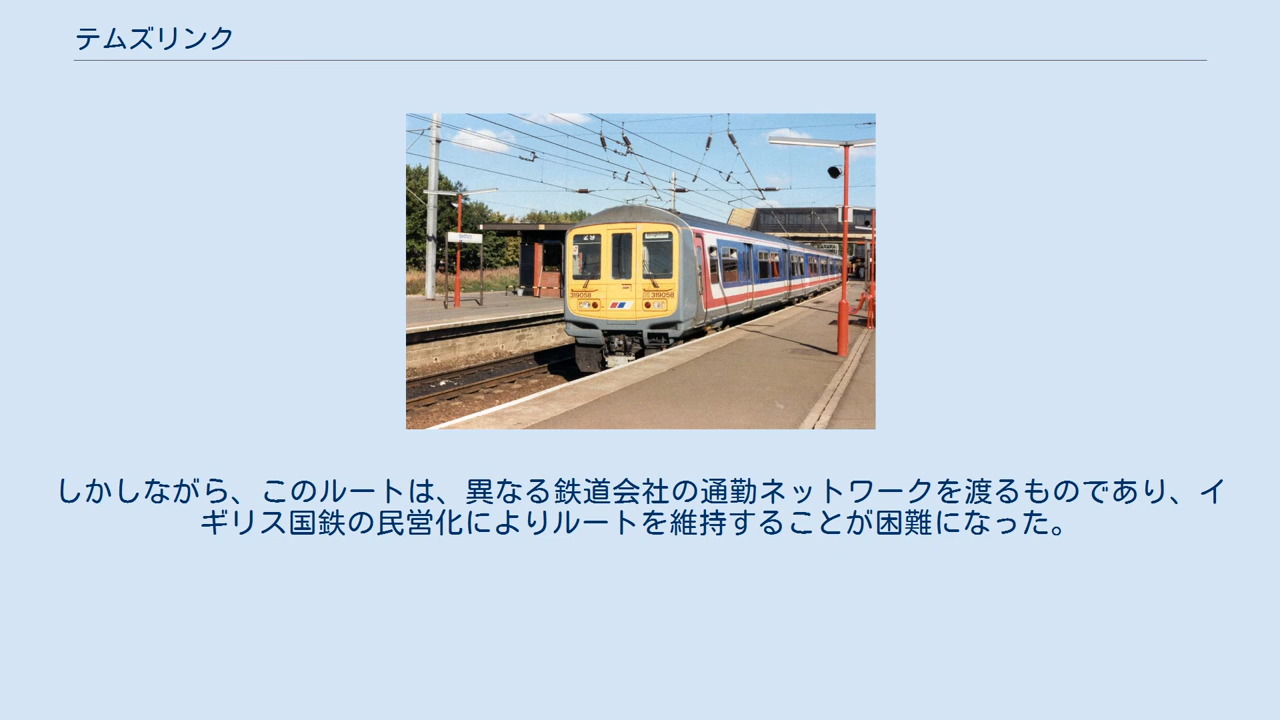 テムズリンク
29
319058
319058
しかしながら、このルートは、異なる鉄道会社の通勤ネットワークを渡るものであり、イ
ギリス国鉄の民営化によりルートを維持することが困難になった。